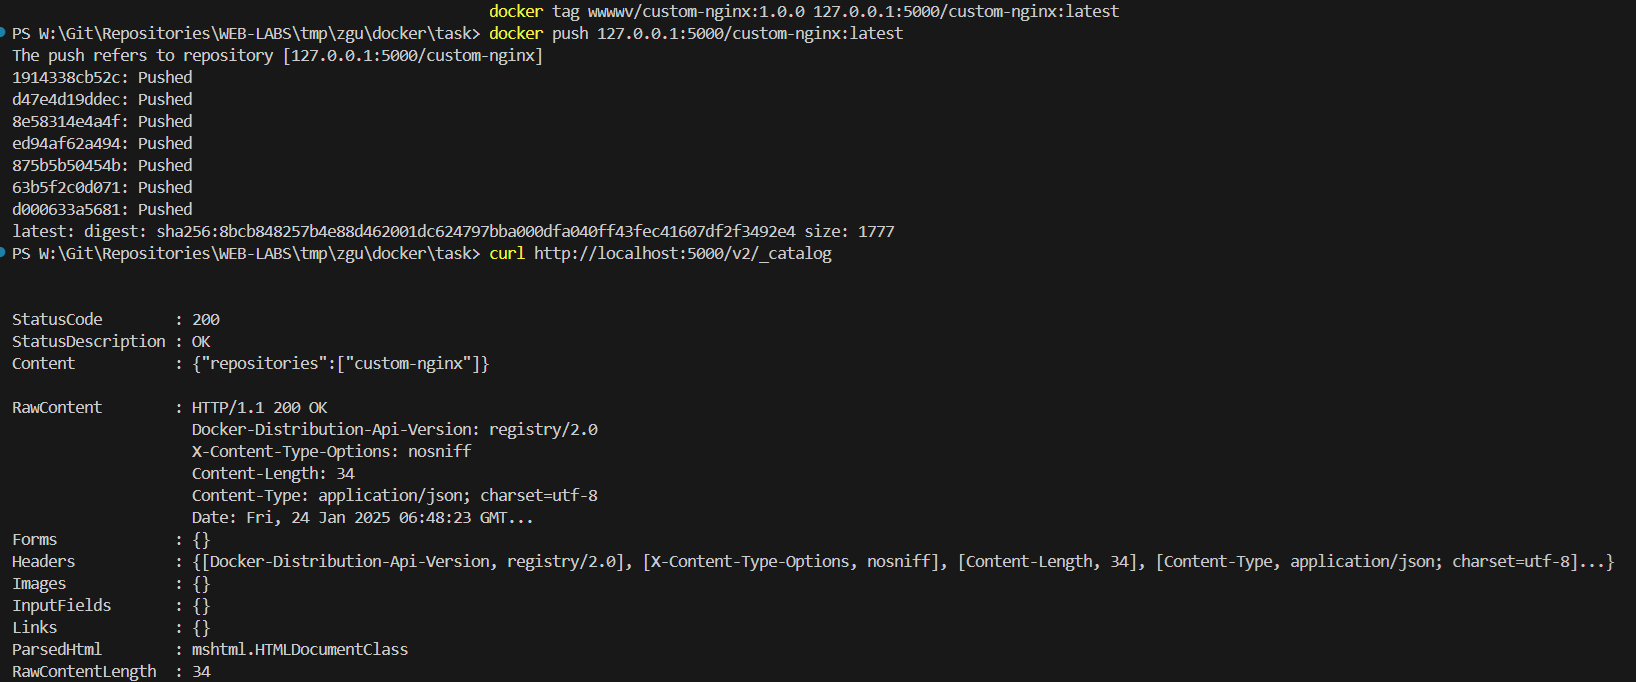 docker tag wwwwv/custom-nginx:1.0.0 127.0.0.1:5000/custom-nginx:latest
PS W:\Git\Repositories\WEB-LABS\tmp\zgu\docker\task> docker push 127.0.0.1:5000/custom-nginx:latest
The push refers to repository [127.0.0.1:5000/custom-nginx]
1914338cb52c: Pushed
d47e4d19ddec: Pushed
8e58314e4a4f: Pushed
ed94af62a494: Pushed
875b5b50454b: Pushed
63b5f2c0d071: Pushed
d000633a5681: Pushed
latest: digest: sha256:8bcb848257b4e88d462001dc624797bba000dfa040ff43fec41607df2f3492e4 size: 1777
PS W:\Git\Repositories\WEB-LABS\tmp\zgu\docker\task> curl http://localhost:5000/v2/_catalog
StatusCode        : 200
StatusDescription : OK
Content           : {"repositories":["custom-nginx"]}
RawContent        : HTTP/1.1 200 OK
Docker-Distribution-Api-Version: registry/2.0
X-Content-Type-Options: nosniff
Content-Length: 34
Content-Type: application/json; charset=utf-8
Date: Fri, 24 Jan 2025 06:48:23 GMT...
Forms             : {}
Headers           : {[Docker-Distribution-Api-Version, registry/2.0], [X-Content-Type-Options, nosniff], [Content-Length, 34], [Content-Type, application/json; charset=utf-8]...}
Images            : {}
InputFields       : {}
Links             : {}
ParsedHtml        : mshtml.HTMLDocumentClass
RawContentLength  : 34